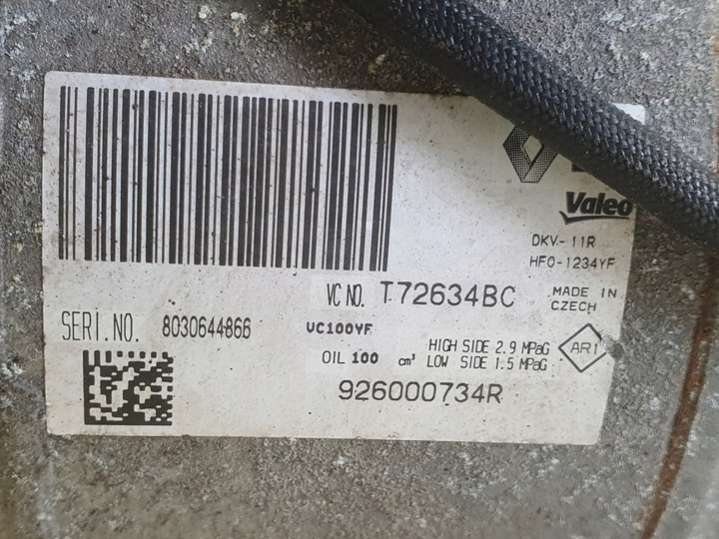 Valeo
DKV-11R
HFO-1234YF
VC NO. T72634BC
MADE IN
CZECH
SERI.NO. 8030644866
VC100YF
OIL 100 cm³
HIGH SIDE 2.9 MPaG
LOW SIDE 1.5 MPaG
AR1
926000734R